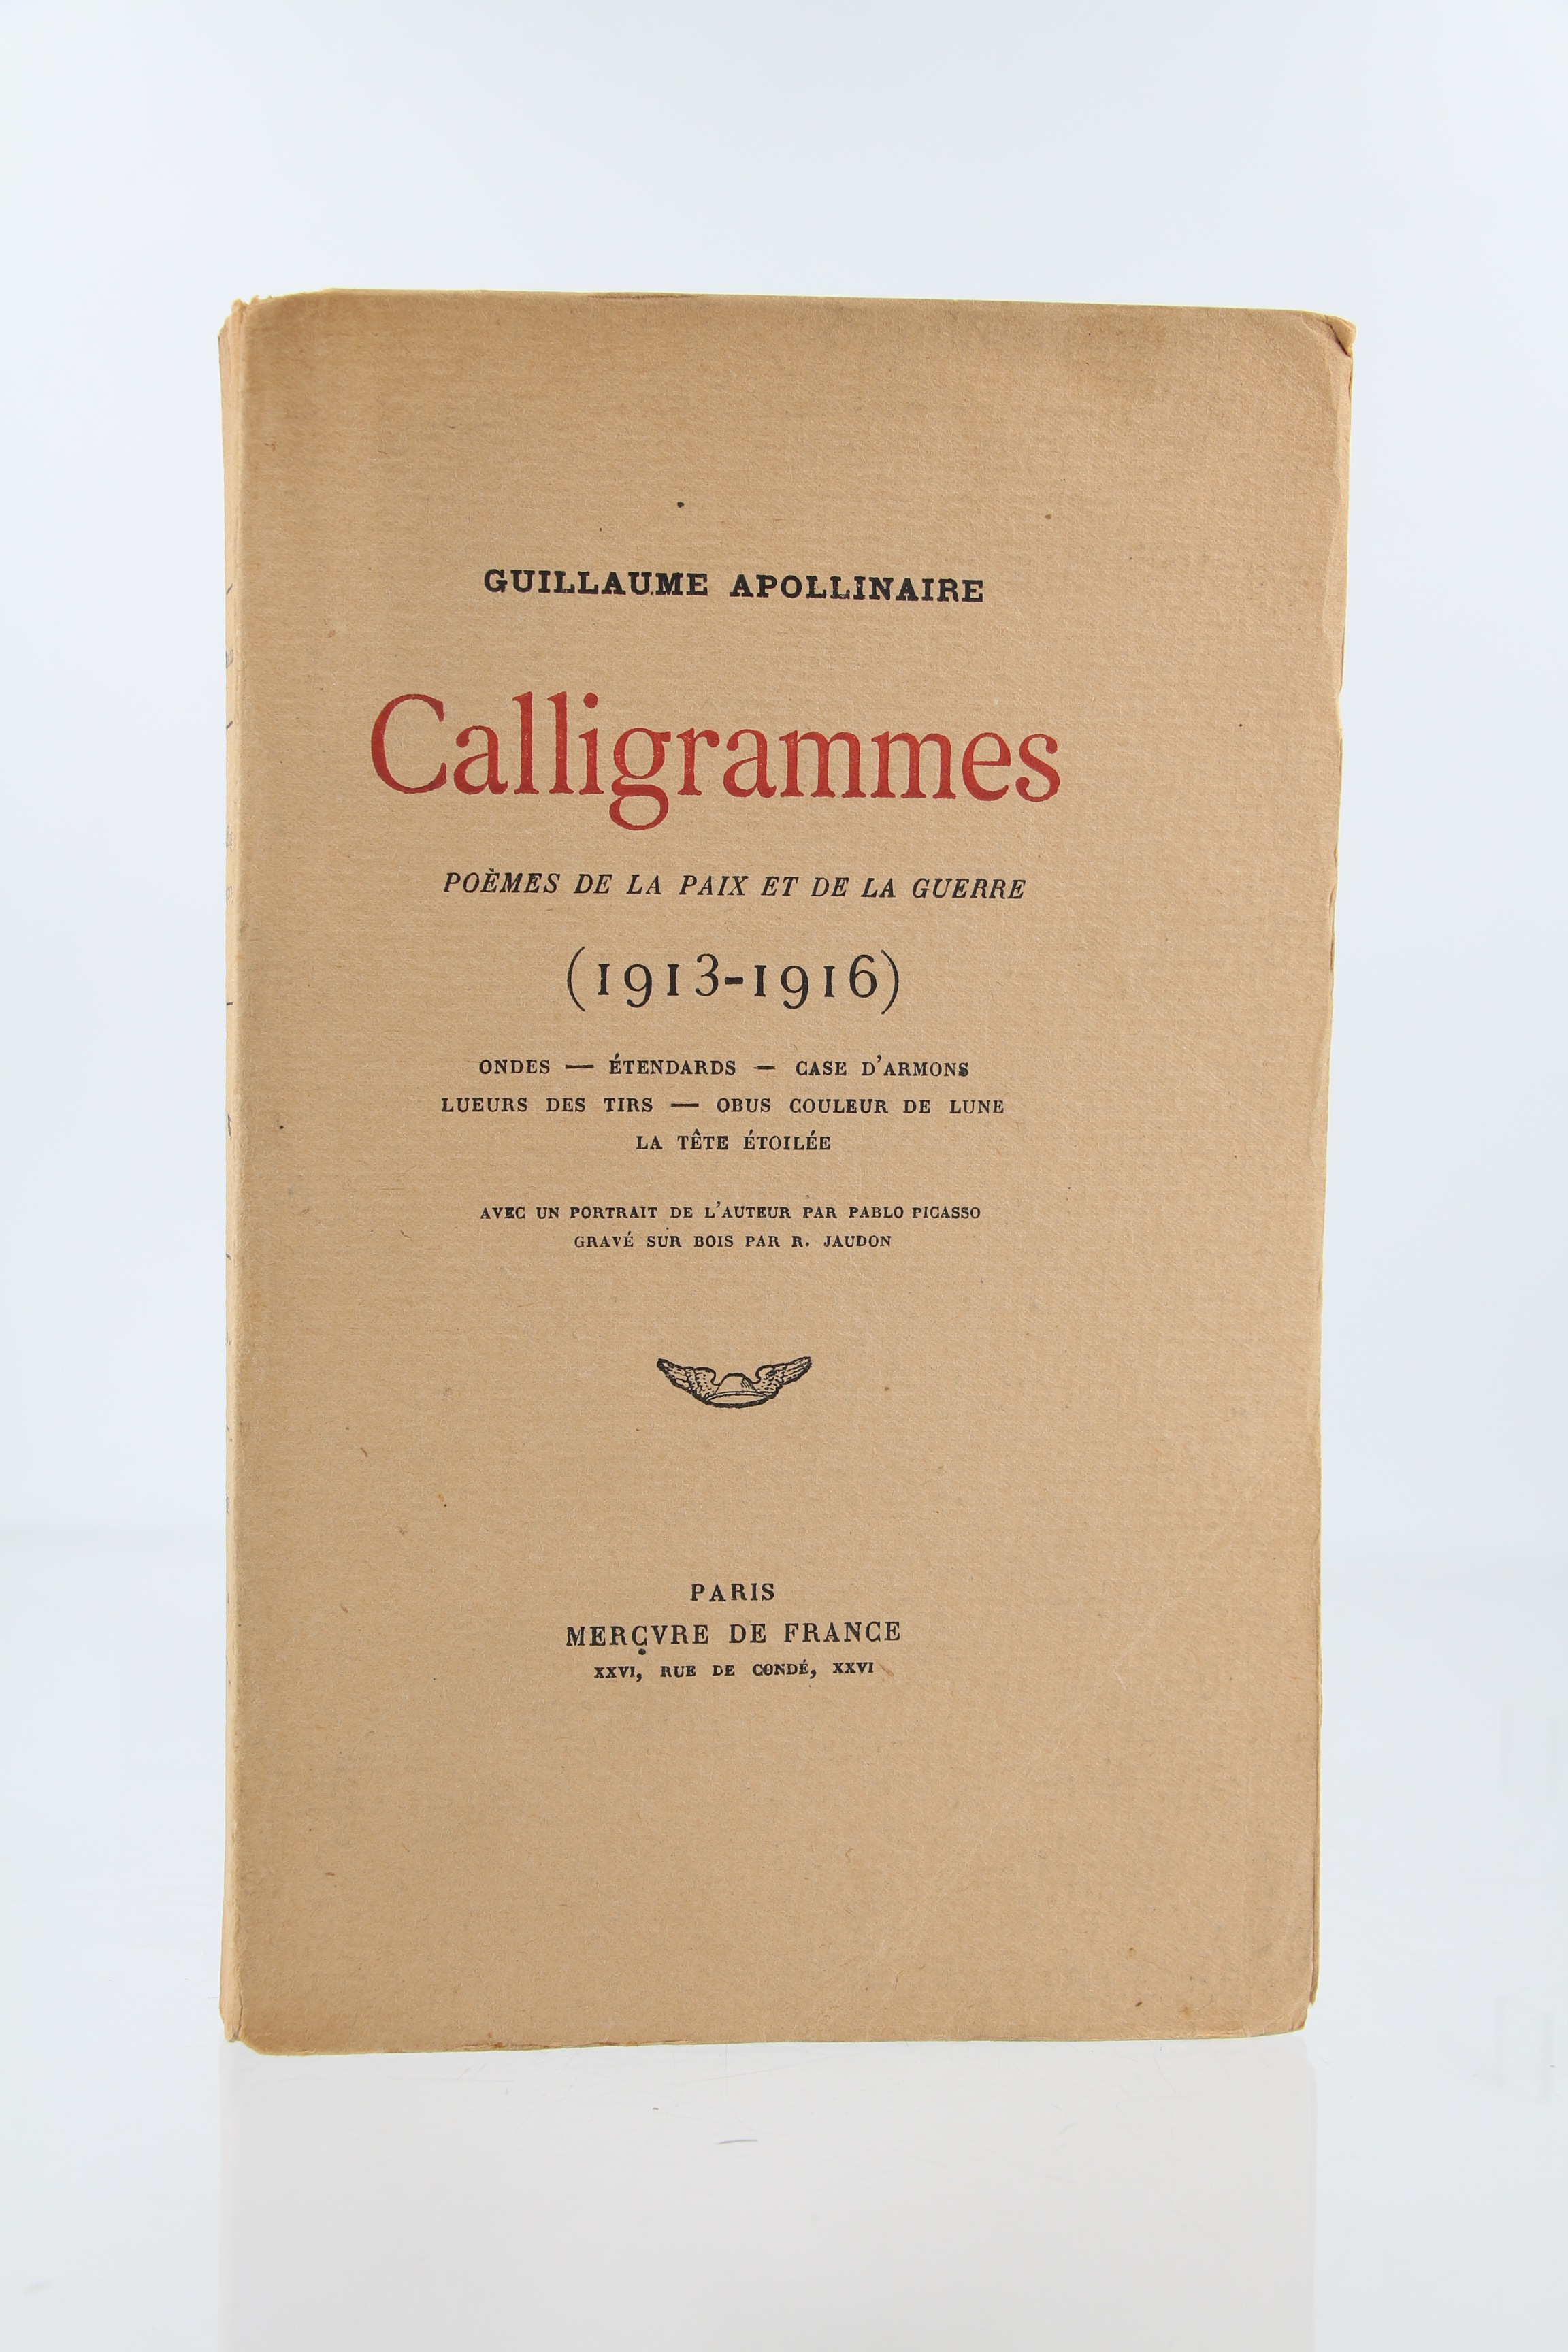 GUILLAUME APOLLINAIRE
Calligrammes
POÈMES DE LA PAIX ET DE LA GUERRE
(1913-1916)
ONDES — ÉTENDARDS — CASE D'ARMONS
LUEURS DES TIRS — OBUS COULEUR DE LUNE
LA TÊTE ÉTOILÉE
AVEC UN PORTRAIT DE L'AUTEUR PAR PABLO PICASSO
GRAVÉ SUR BOIS PAR R. JAUDON
PARIS
MERCVRE DE FRANCE
XXVI, RUE DE CONDÉ, XXVI